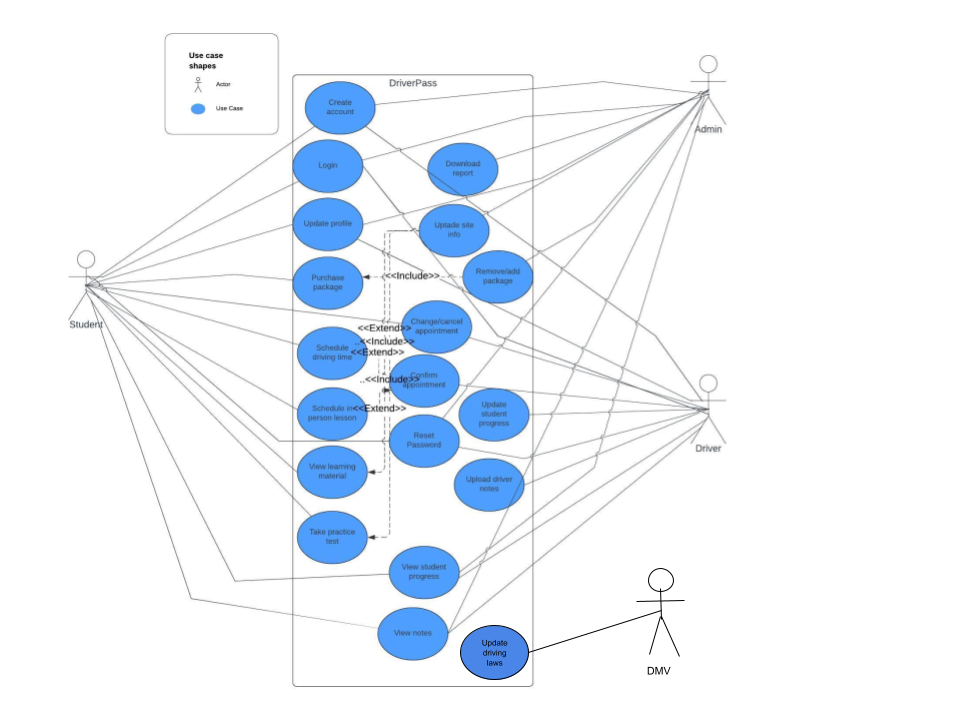 Use case
shapes
Actor
Use Case
DriverPass
Create
account
Login
Download
report
Update profile
Uptade site
info
Purchase
package
<<Include>>
Remove/add
package
Change/cancel
appointment
<<Extend>>
..<<Include>>
<<Extend>>
Schedule
driving time
..<<Include>>
Confirm
appointment
<<Extend>>
Schedule in
person lesson
Update
student
progress
Reset
Password
View learning
material
Upload driver
notes
Take practice
test
View student
progress
View notes
Update
driving
laws
Student
Admin
Driver
DMV